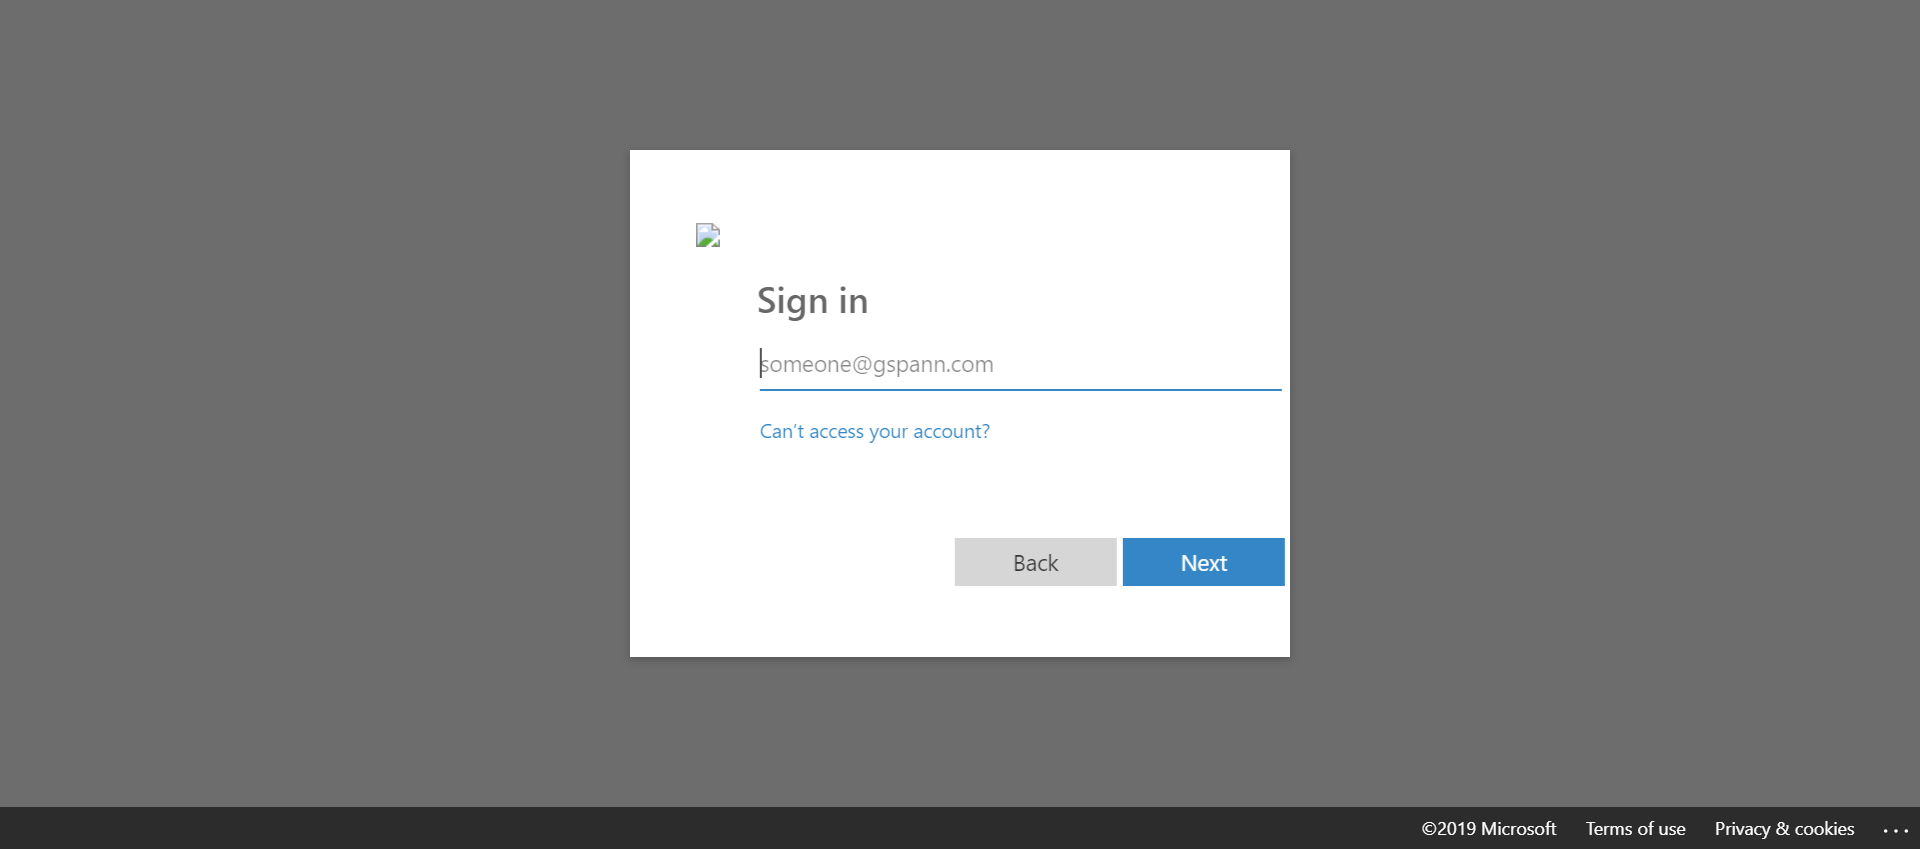 Sign in
someone@gspann.com
Can't access your account?
Back Next
©2019 Microsoft Terms of use Privacy & cookies ...